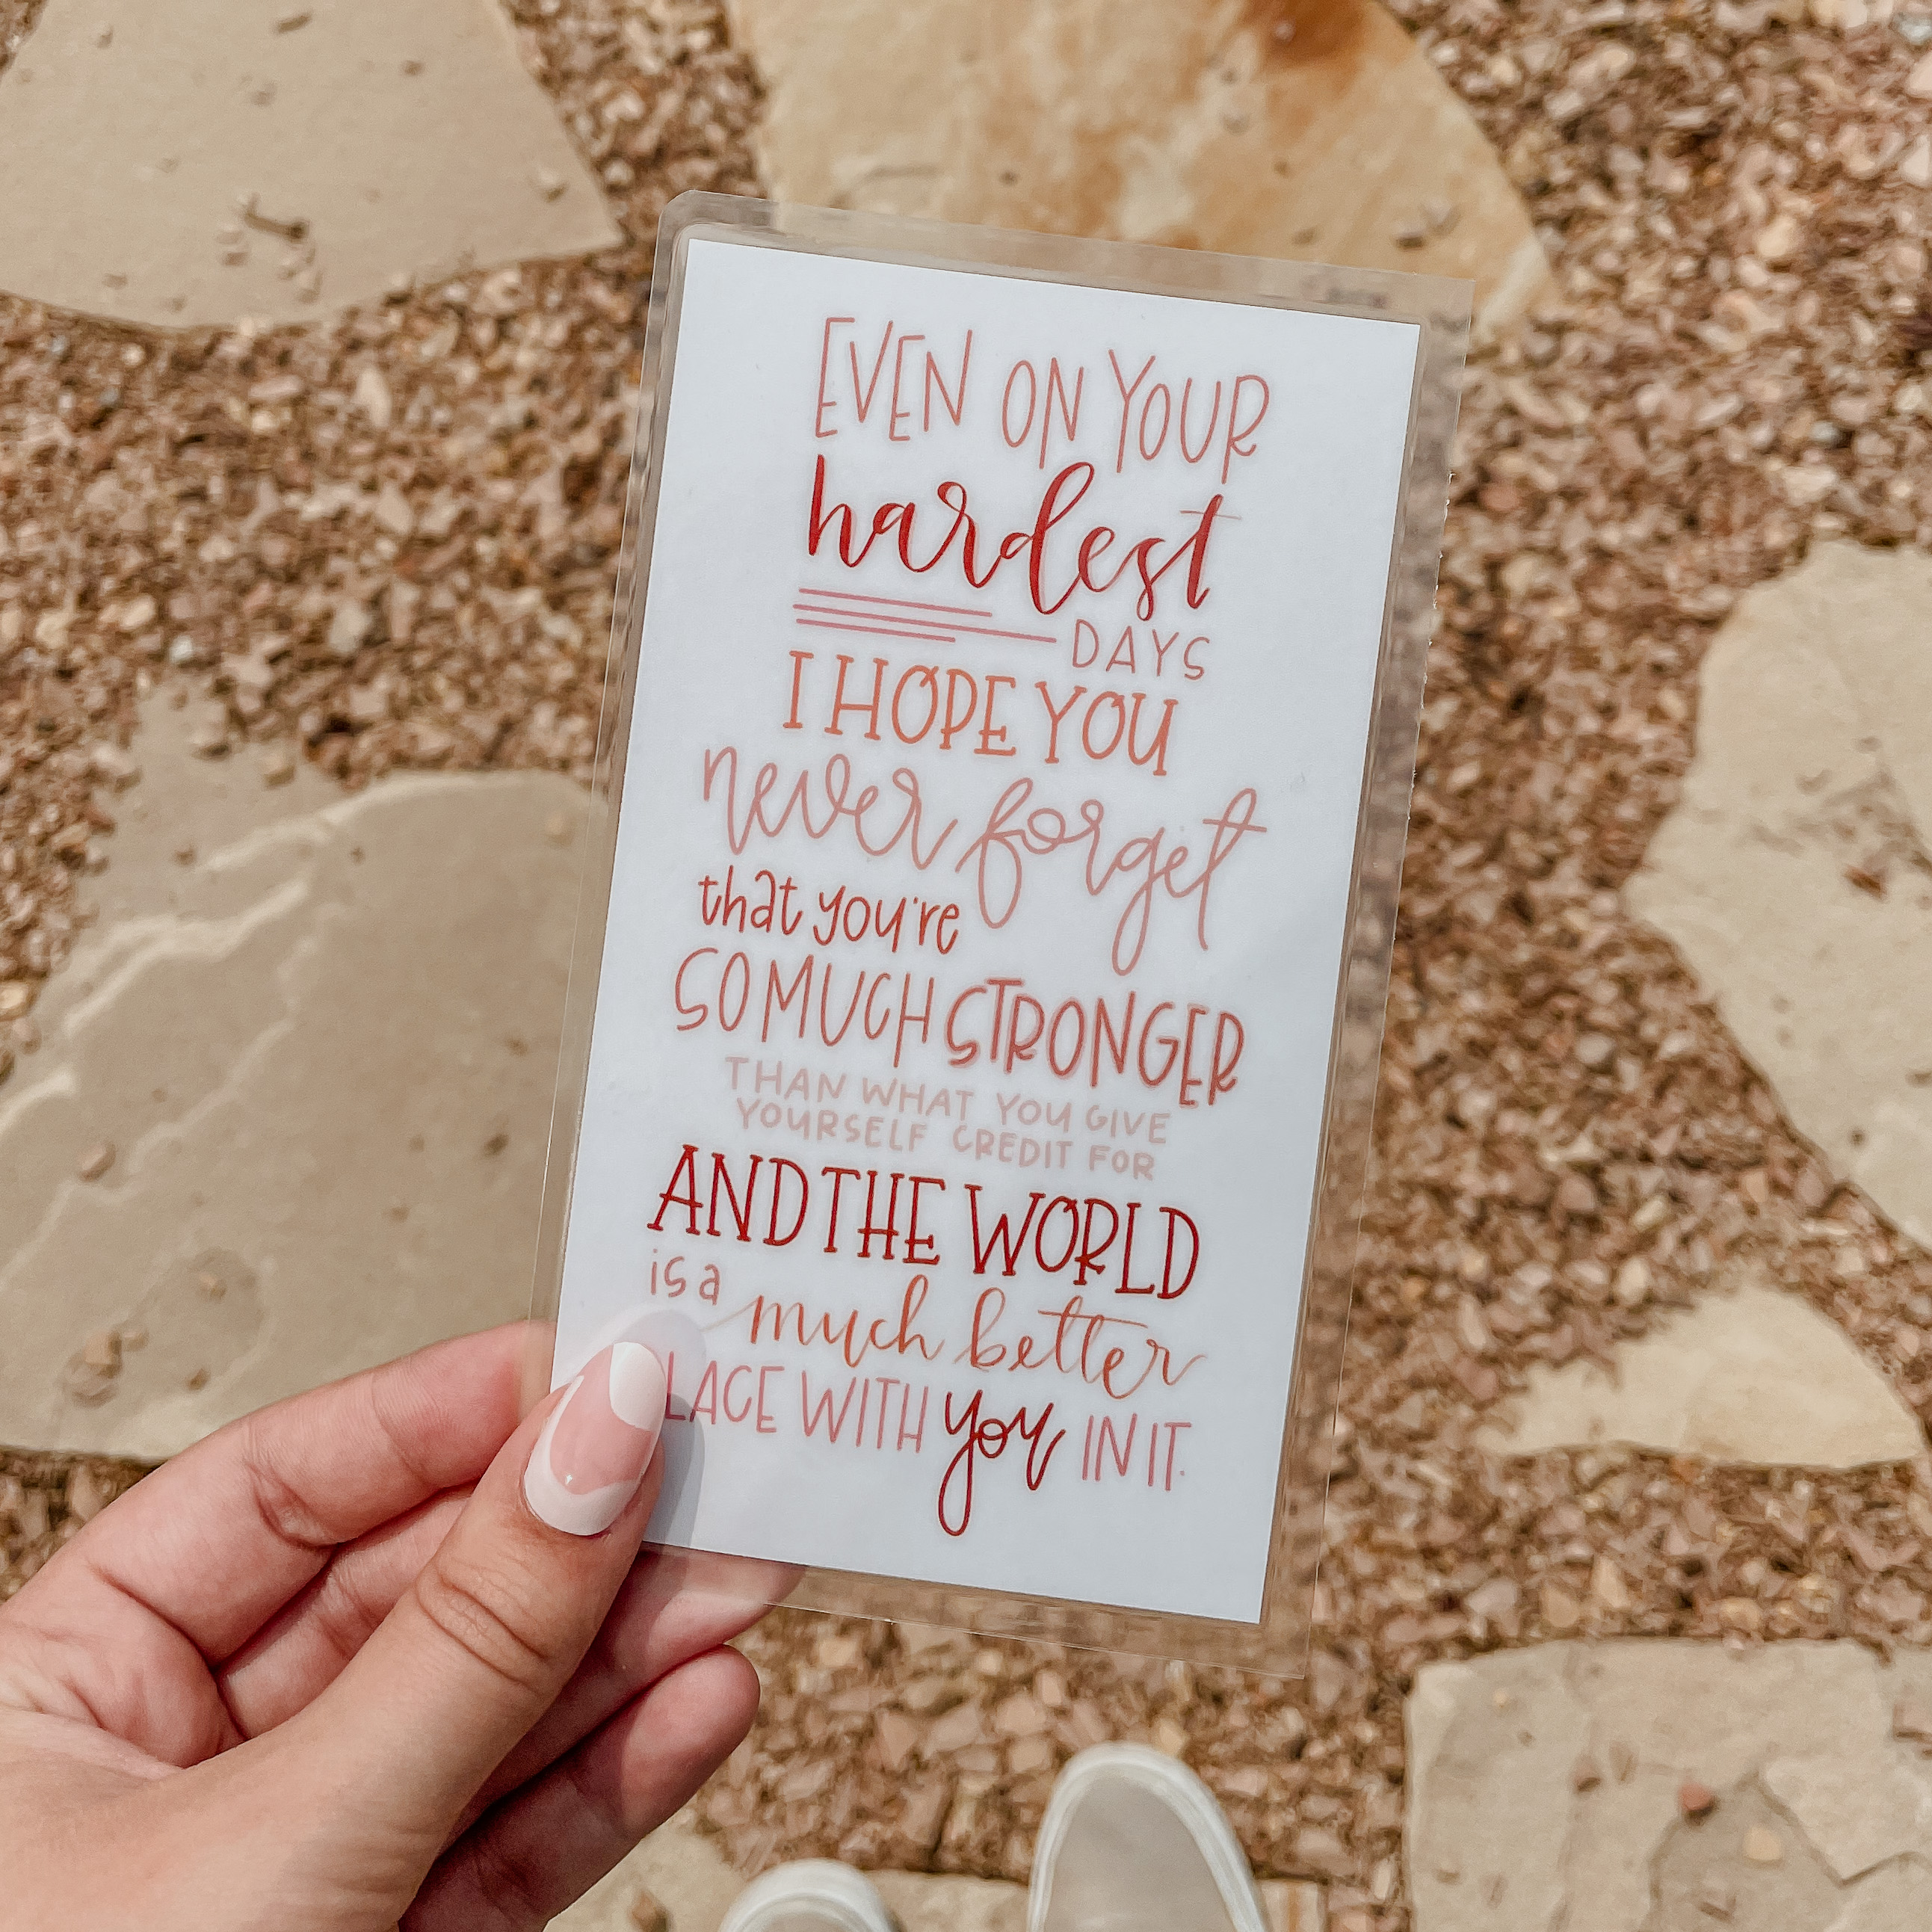 EVEN ON YOUR
hardest
DAYS
I HOPE YOU
never forget
that you're
SO MUCH STRONGER
THAN WHAT YOU GIVE
YOURSELF CREDIT FOR
AND THE WORLD
is a much better
LACE WITH you IN IT.